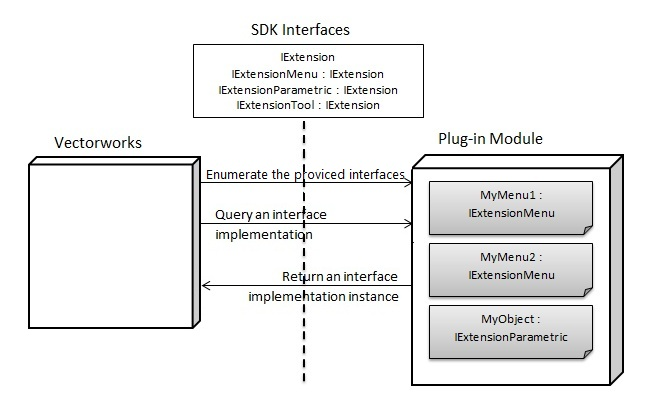 SDK Interfaces
IExtension
IExtensionMenu : IExtension
IExtensionParametric : IExtension
IExtensionTool : IExtension
Vectorworks
Plug-in Module
Enumerate the proviced interfaces
Query an interface
implementation
Return an interface
implementation instance
MyMenu1 :
IExtensionMenu
MyMenu2 :
IExtensionMenu
MyObject :
IExtensionParametric